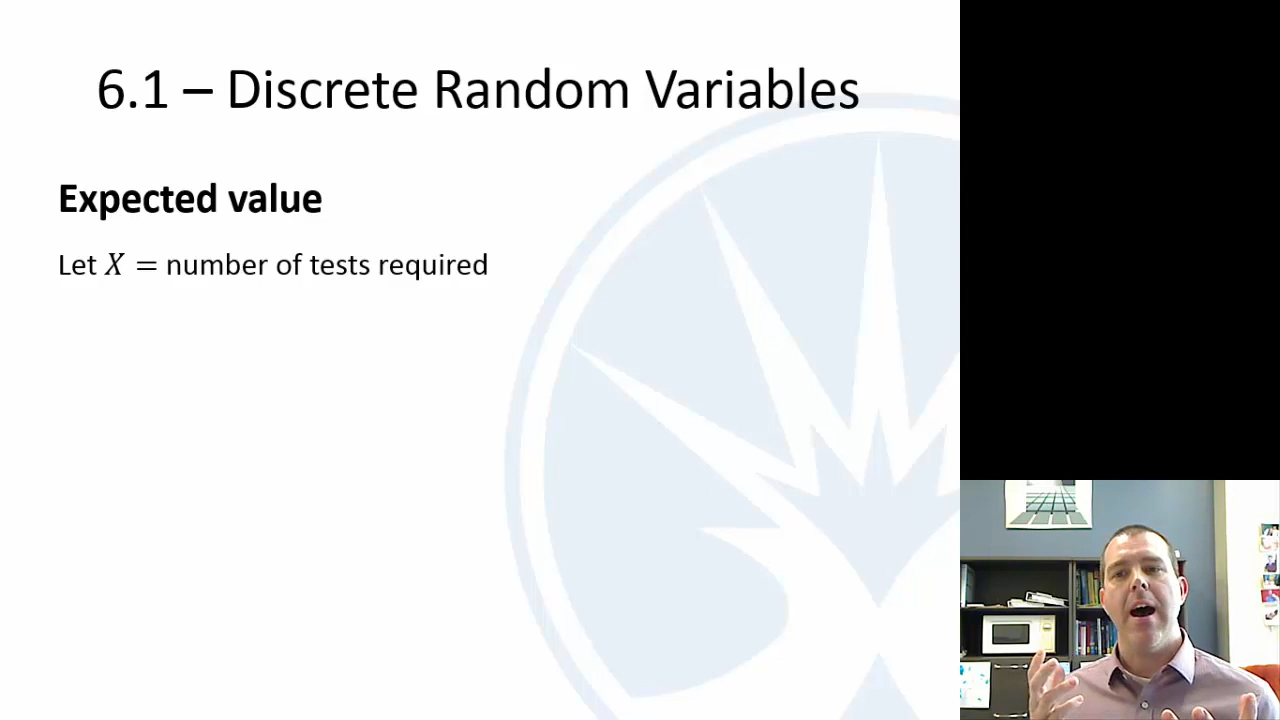 6.1 – Discrete Random Variables
Expected value
Let X = number of tests required